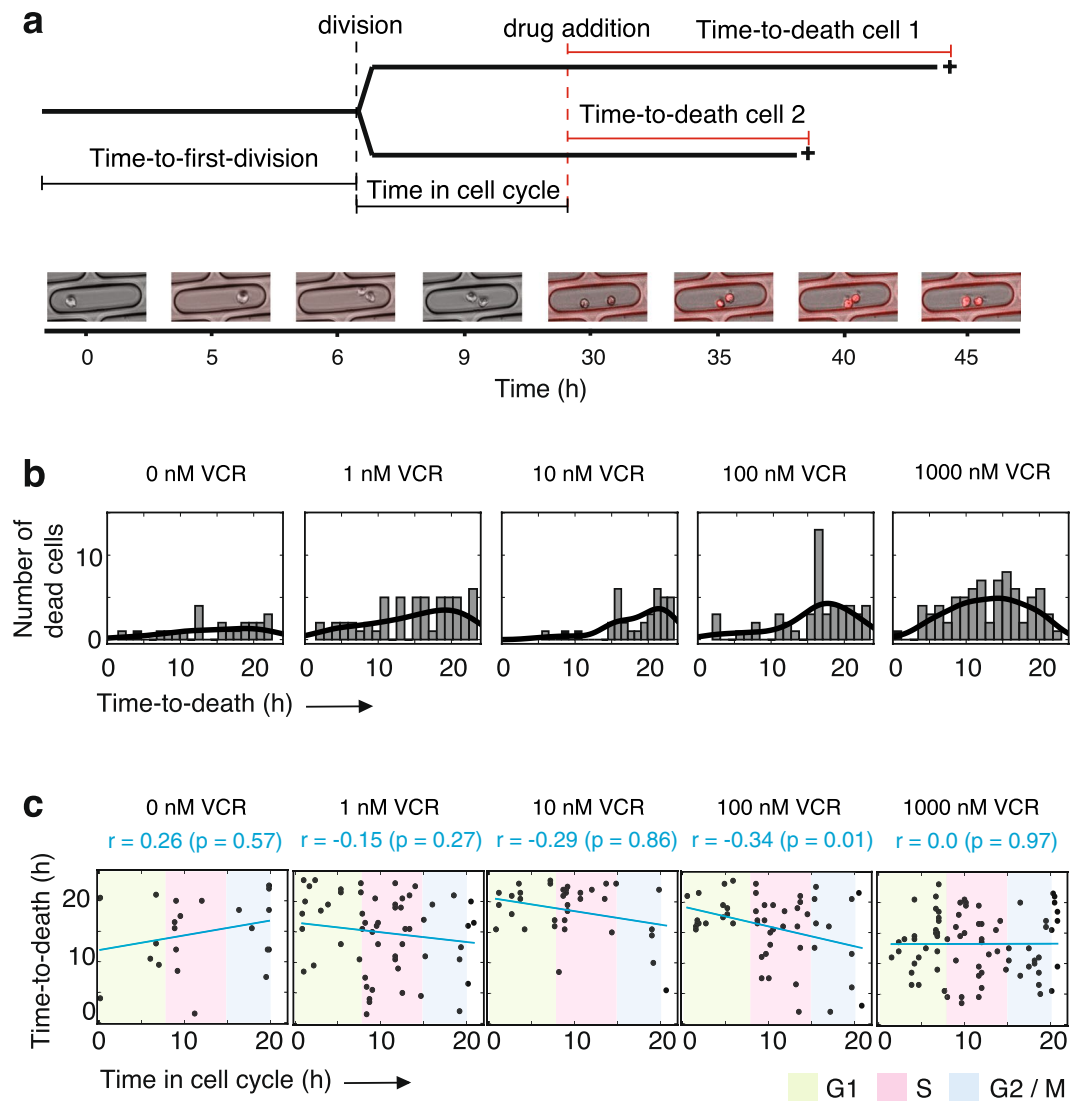 a
division
drug addition
Time-to-death cell 1
+
Time-to-death cell 2
+
Time-to-first-division
Time in cell cycle
0 5 6 9 30 35 40 45
Time (h)
b
0 nM VCR 1 nM VCR 10 nM VCR 100 nM VCR 1000 nM VCR
Number of
dead cells
10
0
0 10 20 0 10 20 0 10 20 0 10 20 0 10 20
Time-to-death (h)
c
0 nM VCR 1 nM VCR 10 nM VCR 100 nM VCR 1000 nM VCR
r = 0.26 (p = 0.57) r = -0.15 (p = 0.27) r = -0.29 (p = 0.86) r = -0.34 (p = 0.01) r = 0.0 (p = 0.97)
Time-to-death (h)
20
10
0
0 10 20 0 10 20 0 10 20 0 10 20 0 10 20
Time in cell cycle (h)
G1 S G2 / M